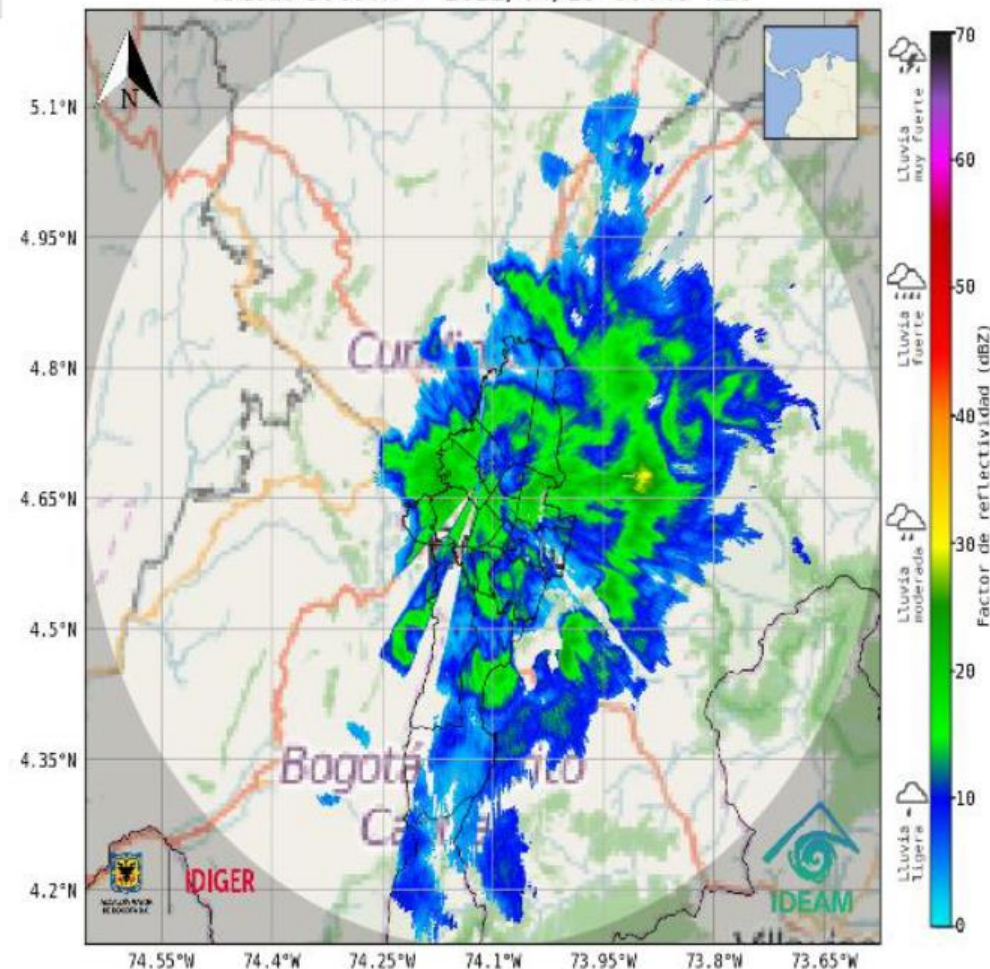 N
5.1°N
4.95°N
4.8°N
4.65°N
4.5°N
4.35°N
4.2°N
74.55°W
74.4°W
74.25°W
74.1°W
73.95°W
73.8°W
73.65°W
Bogotá
IDIGER
IDEAM
70
60
50
40
30
20
10
0
Lluvia
muy fuerte
Lluvia
fuerte
Lluvia
moderada
Lluvia
ligera
Factor de reflectividad (dBZ)